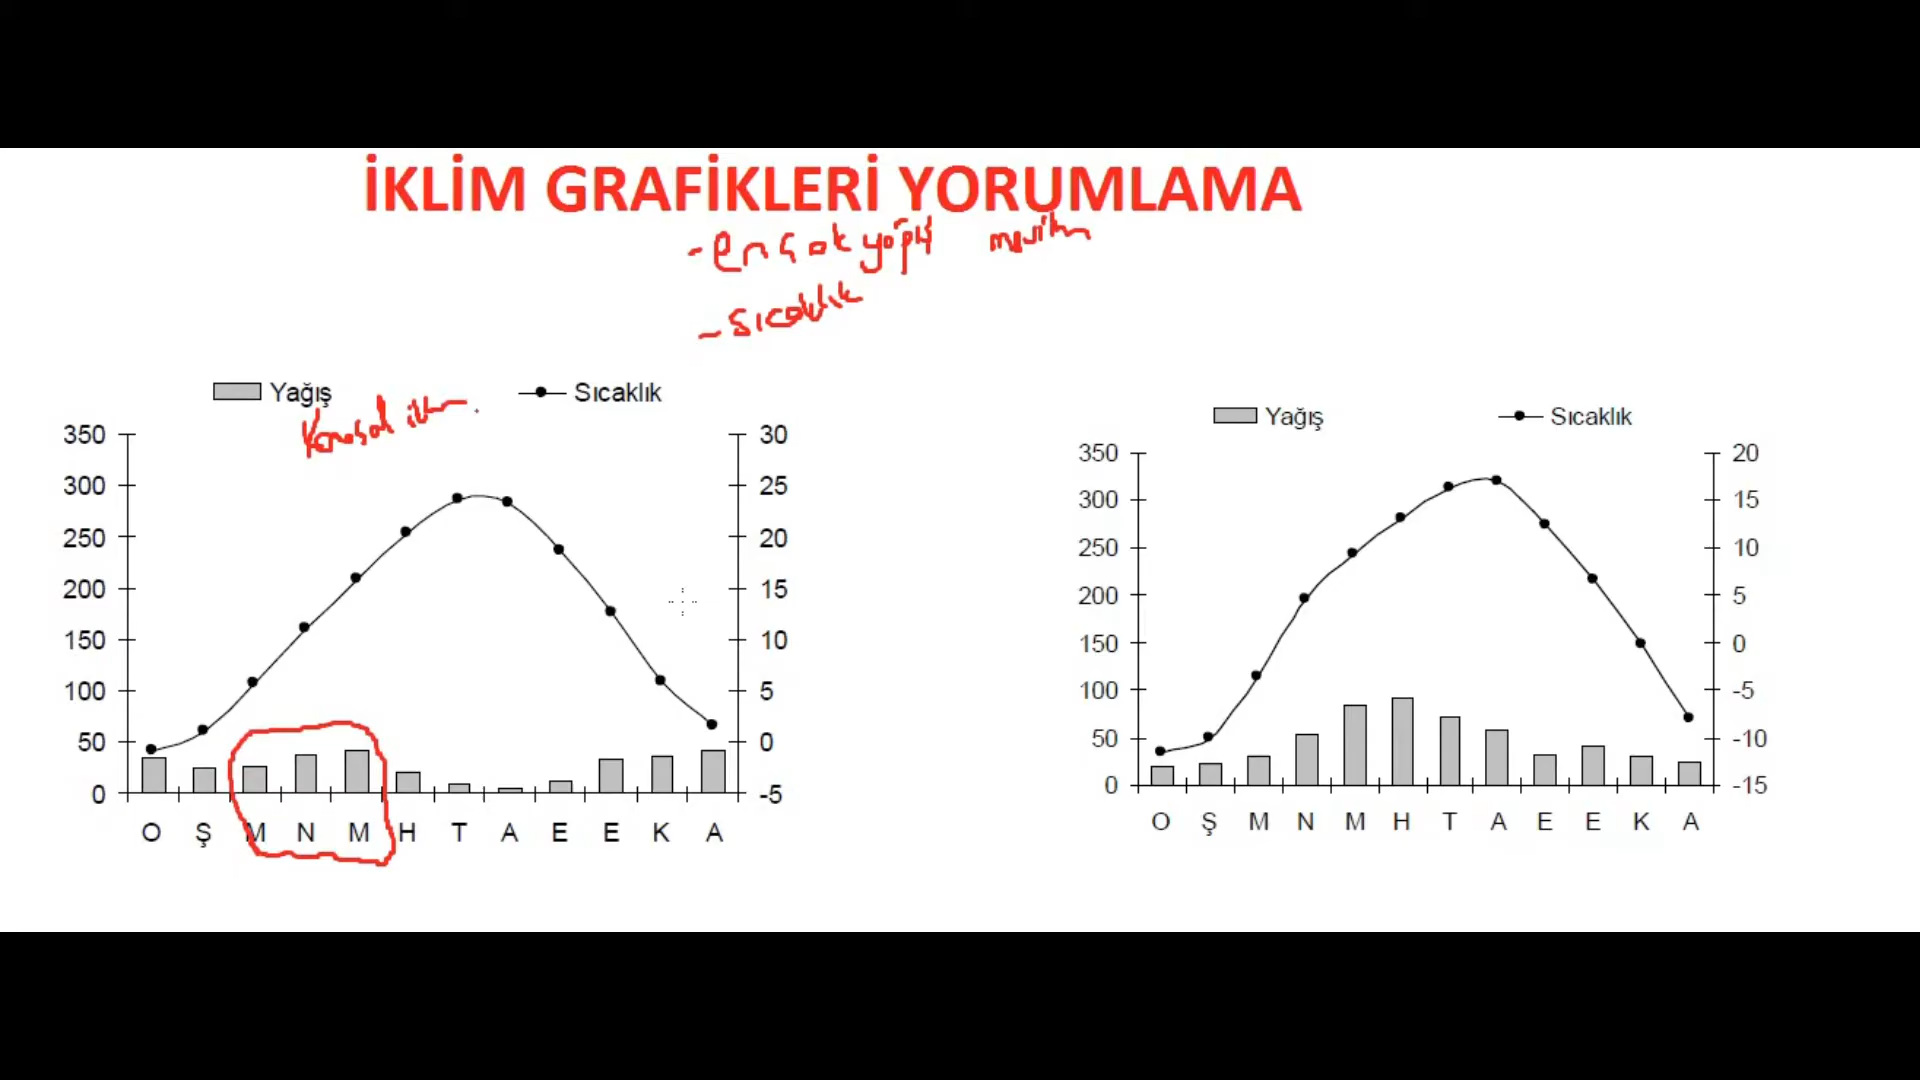 İKLİM GRAFİKLERİ YORUMLAMA
- en çok yağış mevsim
- sıcaklık
Yağış Sıcaklık
Karasal iklim
350 30
300 25
250 20
200 15
150 10
100 5
50 0
0 -5
O Ş M N M H T A E E K A
Yağış Sıcaklık
350 20
300 15
250 10
200 5
150 0
100 -5
50 -10
0 -15
O Ş M N M H T A E E K A